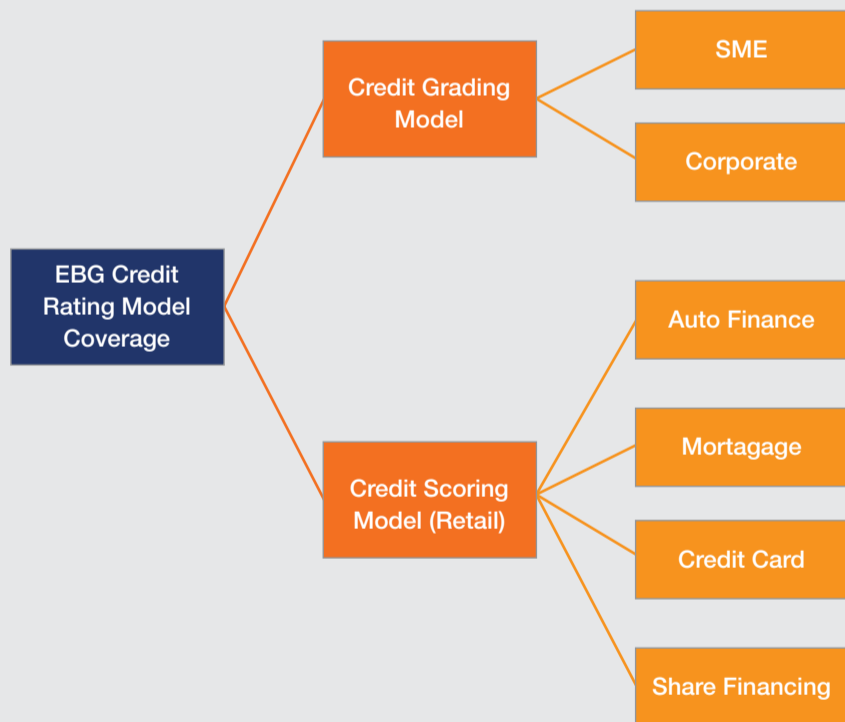 SME
Credit Grading
Model
Corporate
EBG Credit
Rating Model
Coverage
Auto Finance
Mortagage
Credit Scoring
Model (Retail)
Credit Card
Share Financing